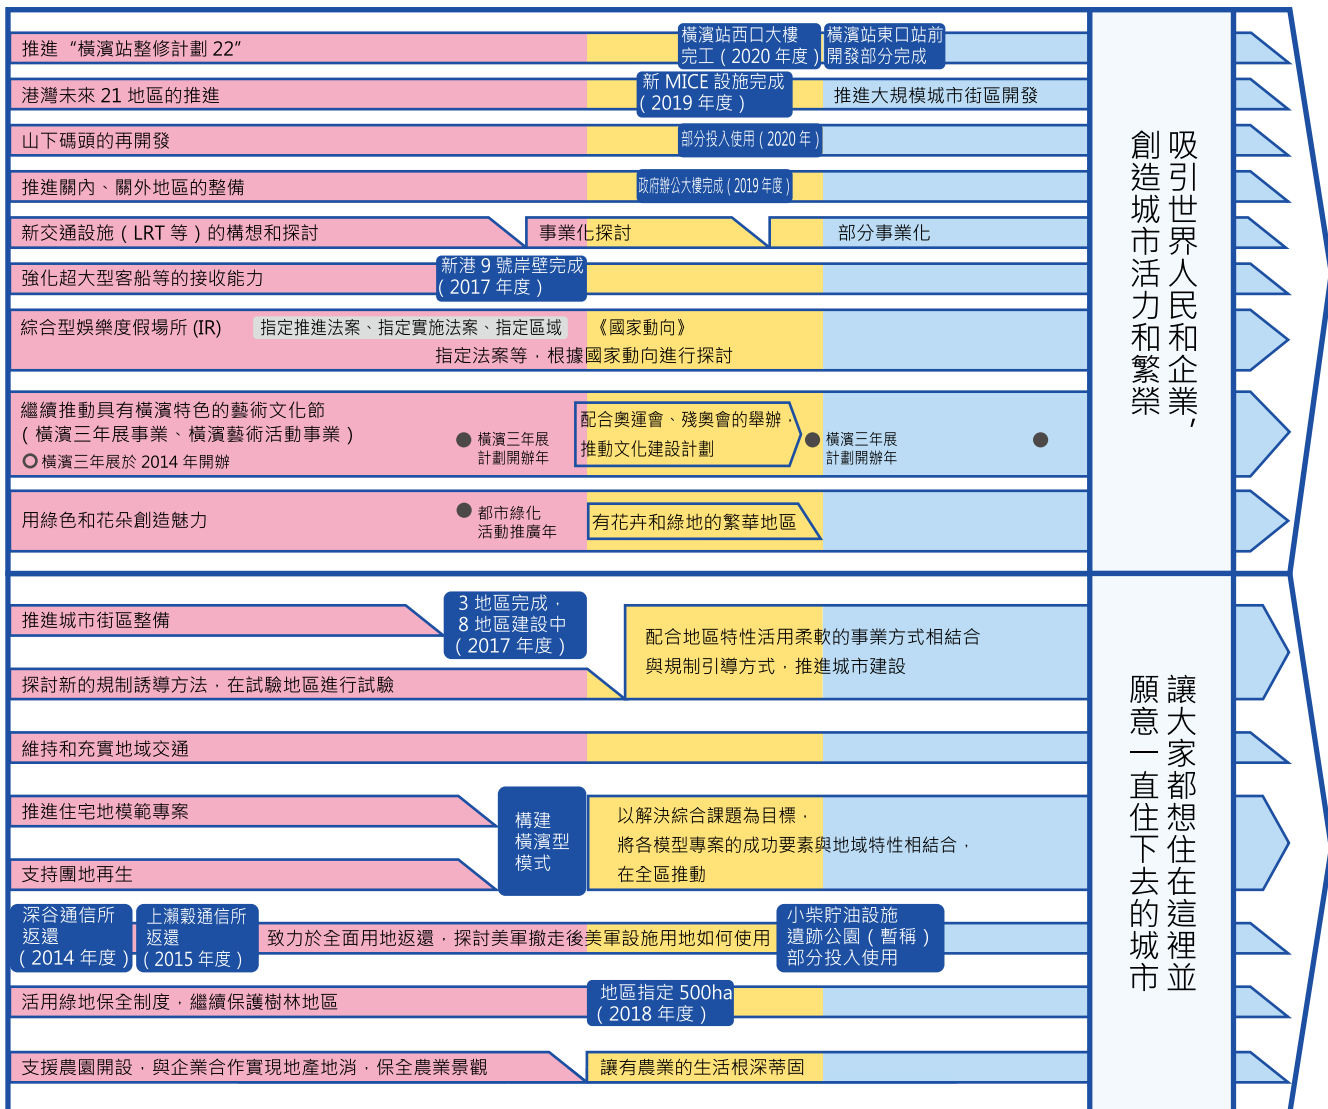 推進“橫濱站整修計劃 22”
橫濱站西口大樓
完工（2020 年度）
橫濱站東口站前
開發部分完成
港灣未來 21 地區的推進
新 MICE 設施完成
（2019 年度）
推進大規模城市街區開發
山下碼頭的再開發
部分投入使用（2020 年）
推進關內、關外地區的整備
政府辦公大樓完成（2019 年度）
新交通設施（LRT 等）的構想和探討
事業化探討
部分事業化
強化超大型客船等的接收能力
新港 9 號岸壁完成
（2017 年度）
綜合型娛樂度假場所 (IR)
指定推進法案、指定實施法案、指定區域
《國家動向》
指定法案等，根據國家動向進行探討
繼續推動具有橫濱特色的藝術文化節
（橫濱三年展事業、橫濱藝術活動事業）
橫濱三年展於 2014 年開辦
橫濱三年展
計劃開辦年
配合奧運會、殘奧會的舉辦，
推動文化建設計劃
橫濱三年展
計劃開辦年
用綠色和花朵創造魅力
都市綠化
活動推廣年
有花卉和綠地的繁華地區
吸引世界人民和企業，
創造城市活力和繁榮
推進城市街區整備
3 地區完成，
8 地區建設中
（2017 年度）
配合地區特性活用柔軟的事業方式相結合
與規制引導方式，推進城市建設
探討新的規制誘導方法，在試驗地區進行試驗
維持和充實地域交通
推進住宅地模範專案
構建
橫濱型
模式
以解決綜合課題為目標，
將各模型專案的成功要素與地域特性相結合，
在全區推動
支持團地再生
深谷通信所
返還
（2014 年度）
上瀨穀通信所
返還
（2015 年度）
致力於全面用地返還，探討美軍撤走後美軍設施用地如何使用
小柴貯油設施
遺跡公園（暫稱）
部分投入使用
活用綠地保全制度，繼續保護樹林地區
地區指定 500ha
（2018 年度）
支援農園開設，與企業合作實現地產地消，保全農業景觀
讓有農業的生活根深蒂固
讓大家都想住在這裡並
願意一直住下去的城市